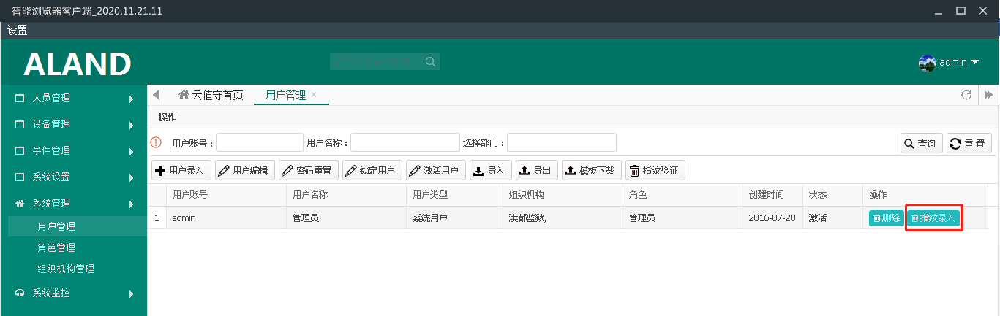 智能浏览器客户端_2020.11.21.11
设置
ALAND
admin
人员管理
设备管理
事件管理
系统设置
系统管理
用户管理
角色管理
组织机构管理
系统监控
云值守首页 用户管理 ×
操作
用户账号： 用户名称： 选择部门： 查询 重置
用户录入 用户编辑 密码重置 锁定用户 激活用户 导入 导出 模板下载 指纹验证
用户账号 用户名称 用户类型 组织机构 角色 创建时间 状态 操作
1 admin 管理员 系统用户 洪都监狱, 管理员 2016-07-20 激活 删除 指纹录入